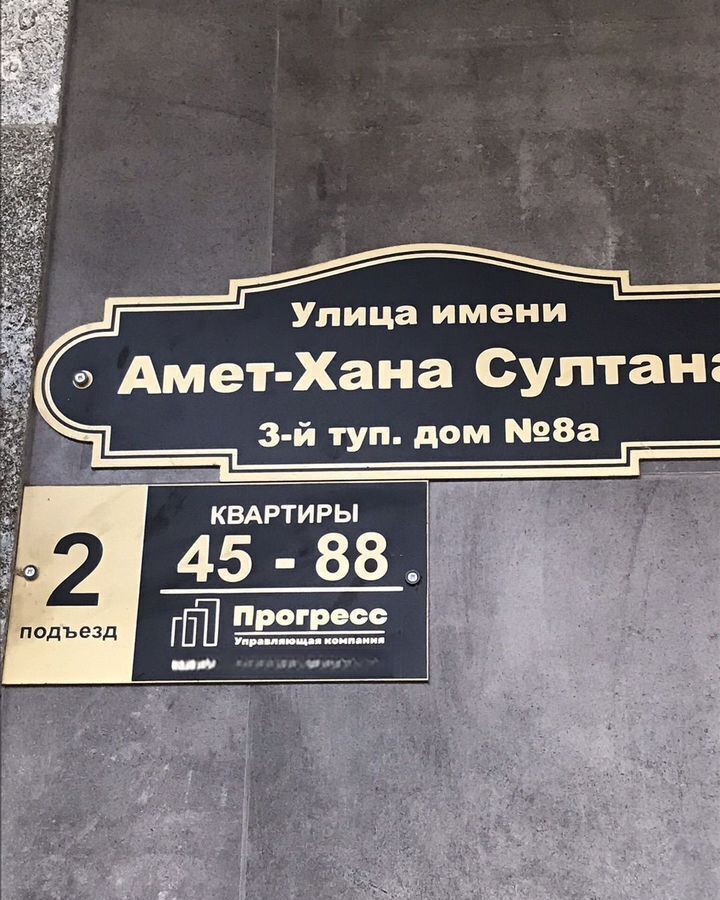 Улица имени
Амет-Хана Султана
3-й туп. дом №8а
2
подъезд
КВАРТИРЫ
45 - 88
Прогресс
Управляющая компания